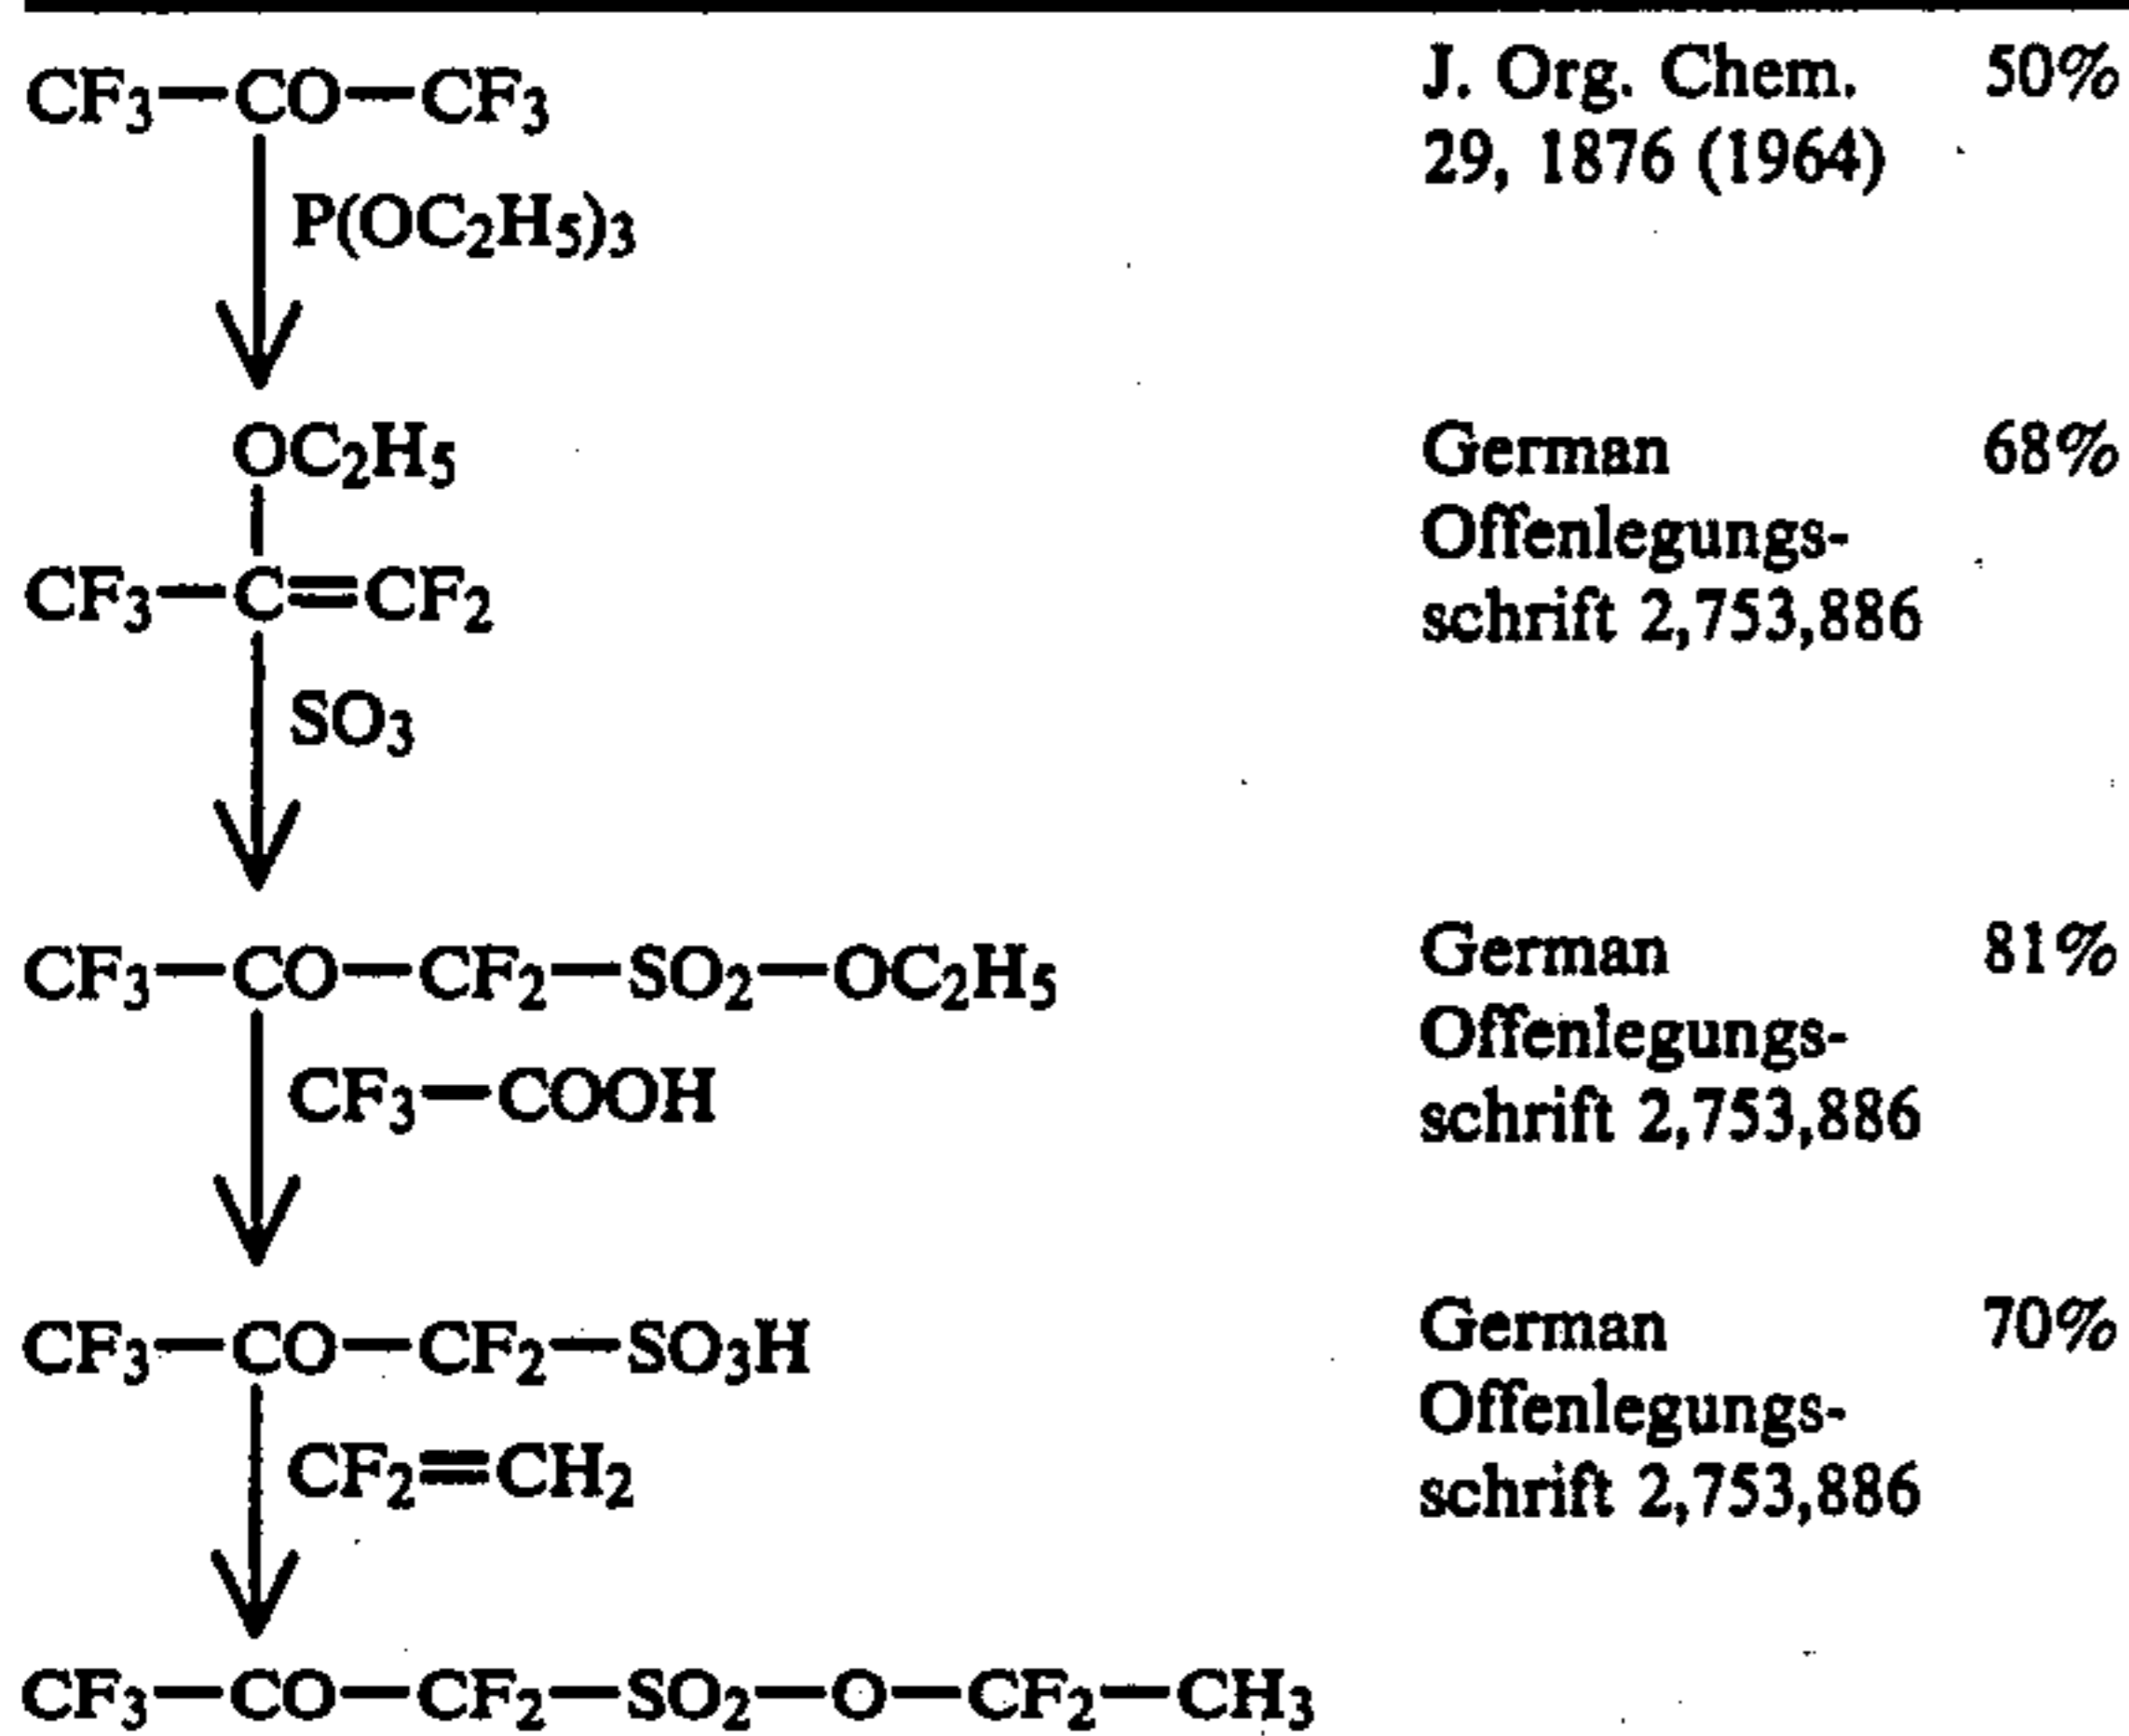 CF3—CO—CF3 J. Org. Chem. 50%
29, 1876 (1964)
P(OC2H5)3
OC2H5 German 68%
Offenlegungs-
CF3—C=CF2 schrift 2,753,886
SO3
CF3—CO—CF2—SO2—OC2H5 German 81%
Offenlegungs-
CF3—COOH schrift 2,753,886
CF3—CO—CF2—SO3H German 70%
Offenlegungs-
CF2=CH2 schrift 2,753,886
CF3—CO—CF2—SO2—O—CF2—CH3